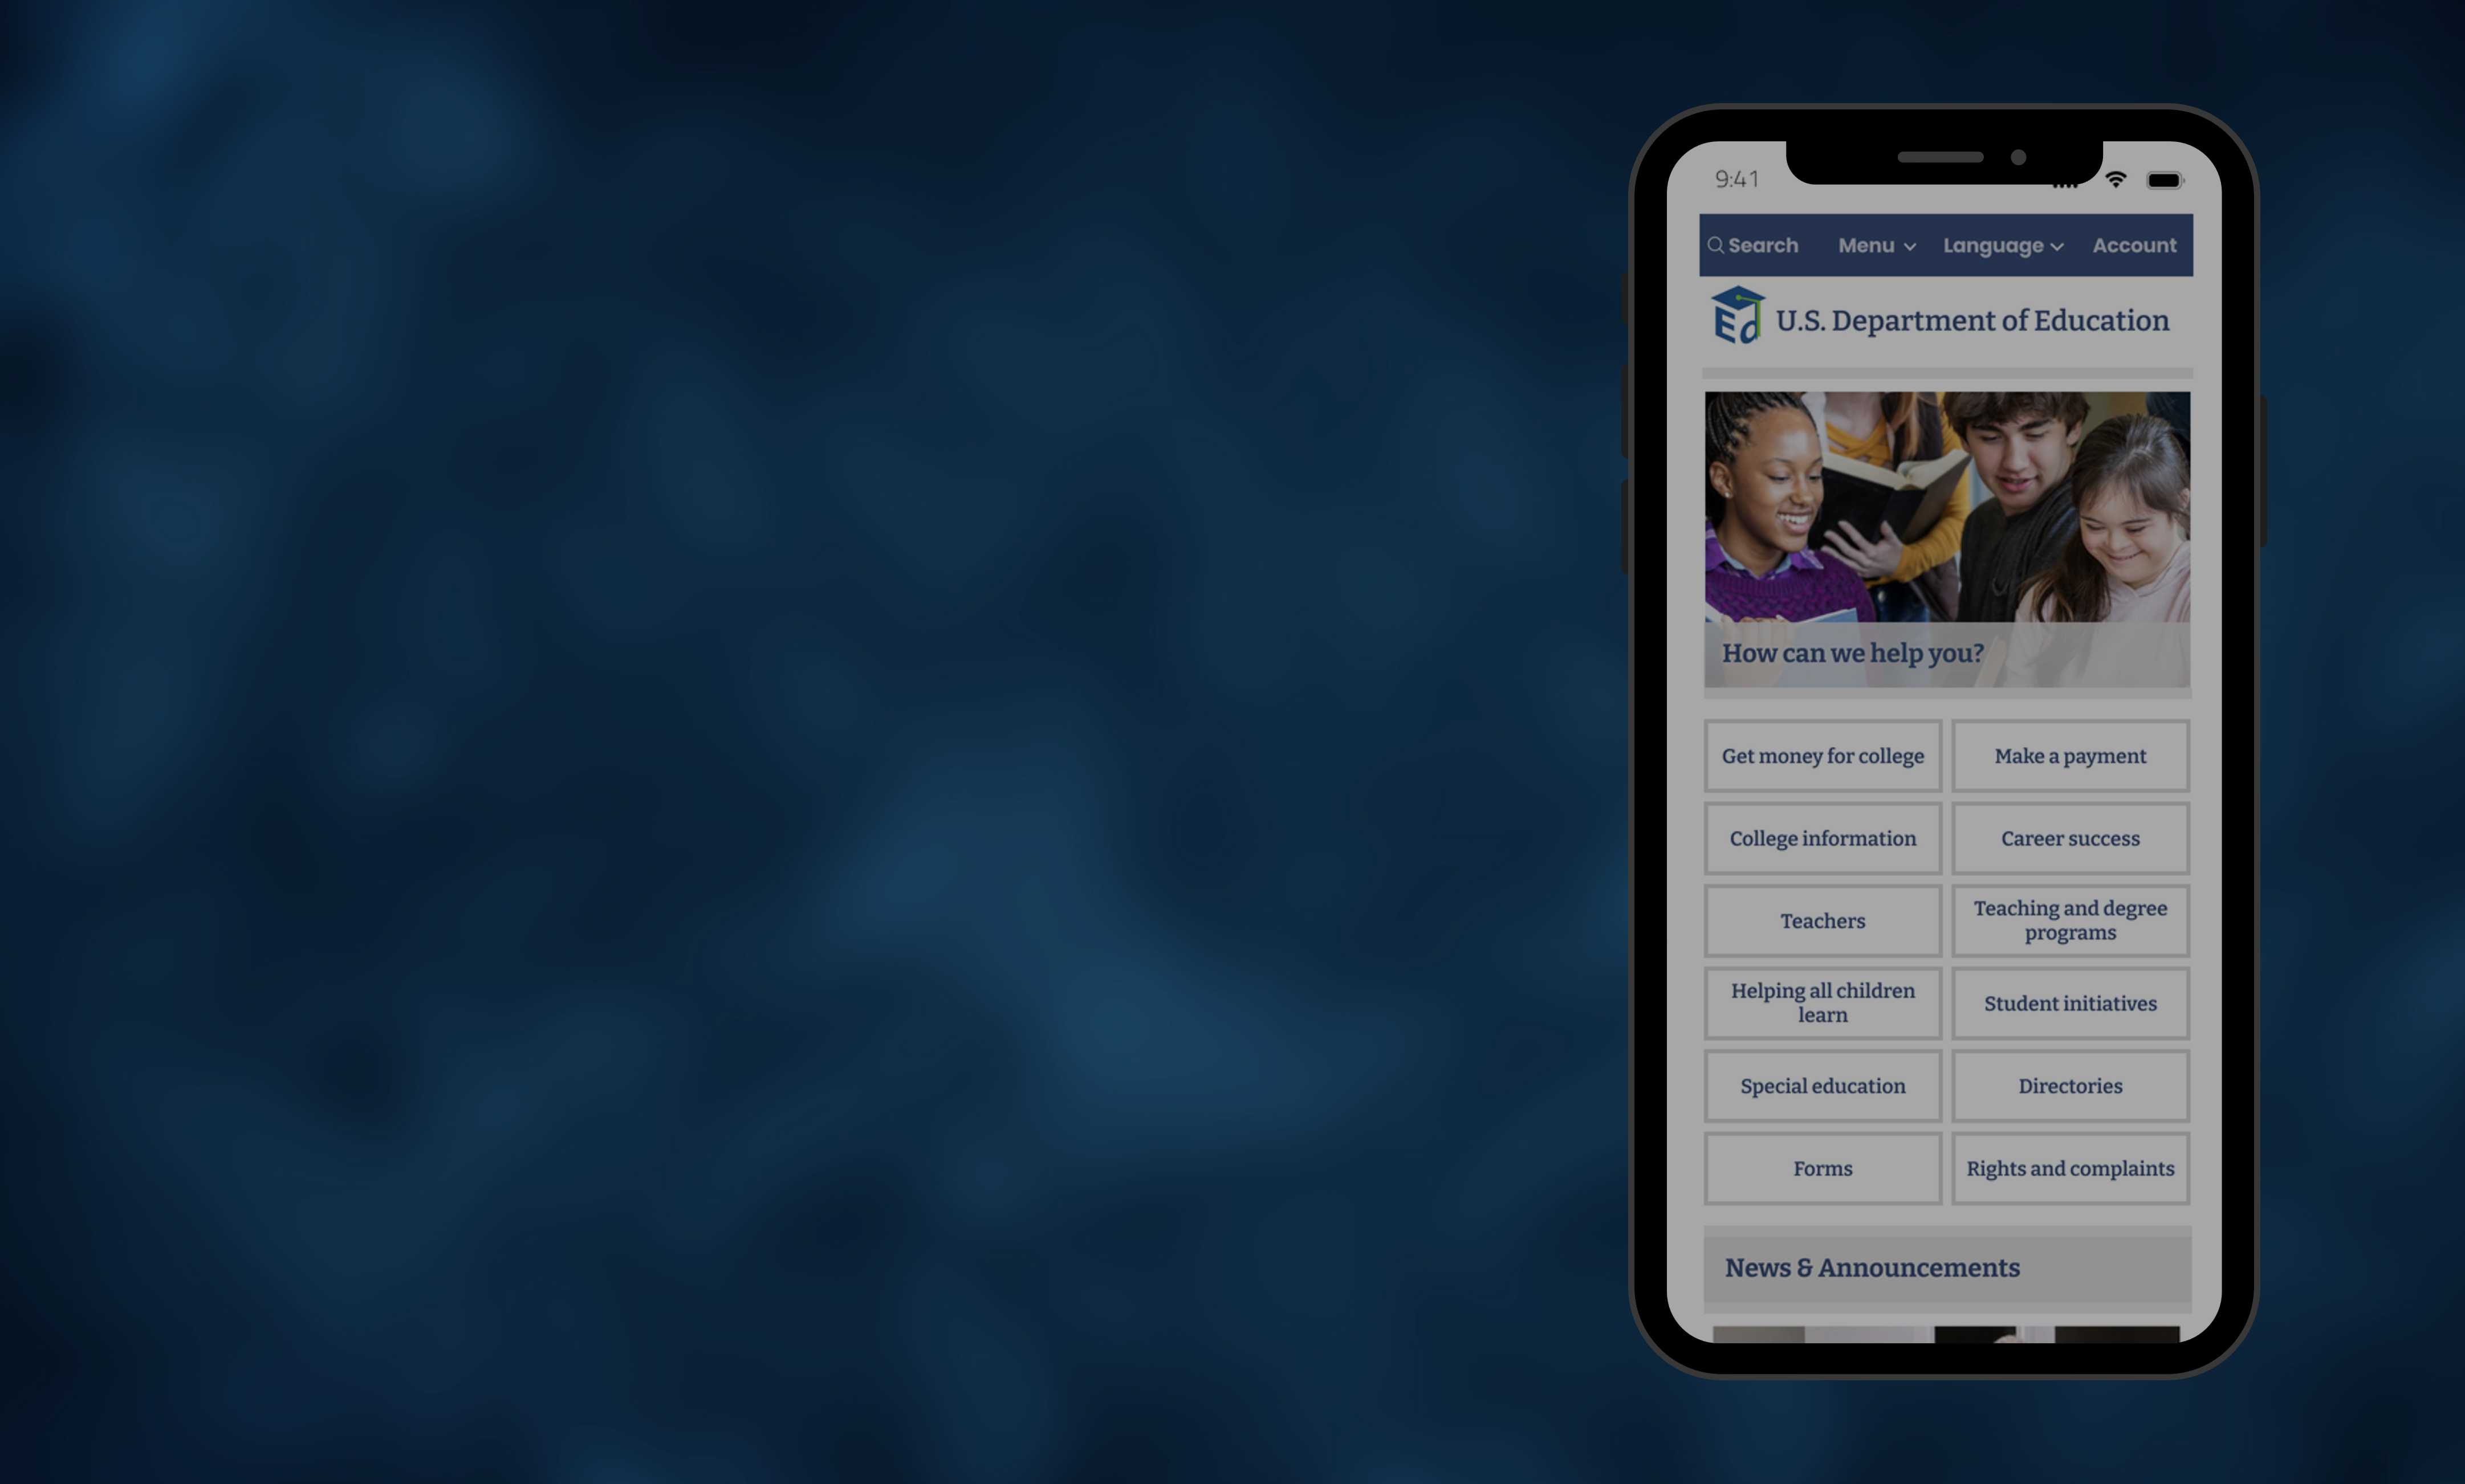 9:41
Search Menu Language Account
Ed U.S. Department of Education
How can we help you?
Get money for college Make a payment
College information Career success
Teachers Teaching and degree
programs
Helping all children
learn Student initiatives
Special education Directories
Forms Rights and complaints
News & Announcements